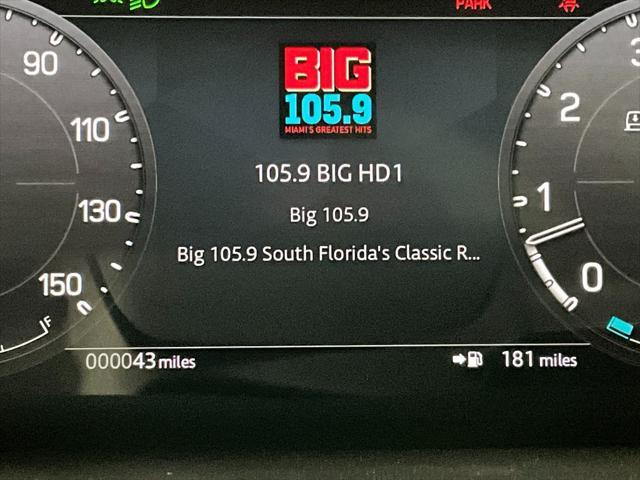 PARK
90
110
130
150
F
BIG
105.9
MIAMI'S GREATEST HITS
105.9 BIG HD1
Big 105.9
Big 105.9 South Florida's Classic R...
3
2
1
0
000043 miles
181 miles